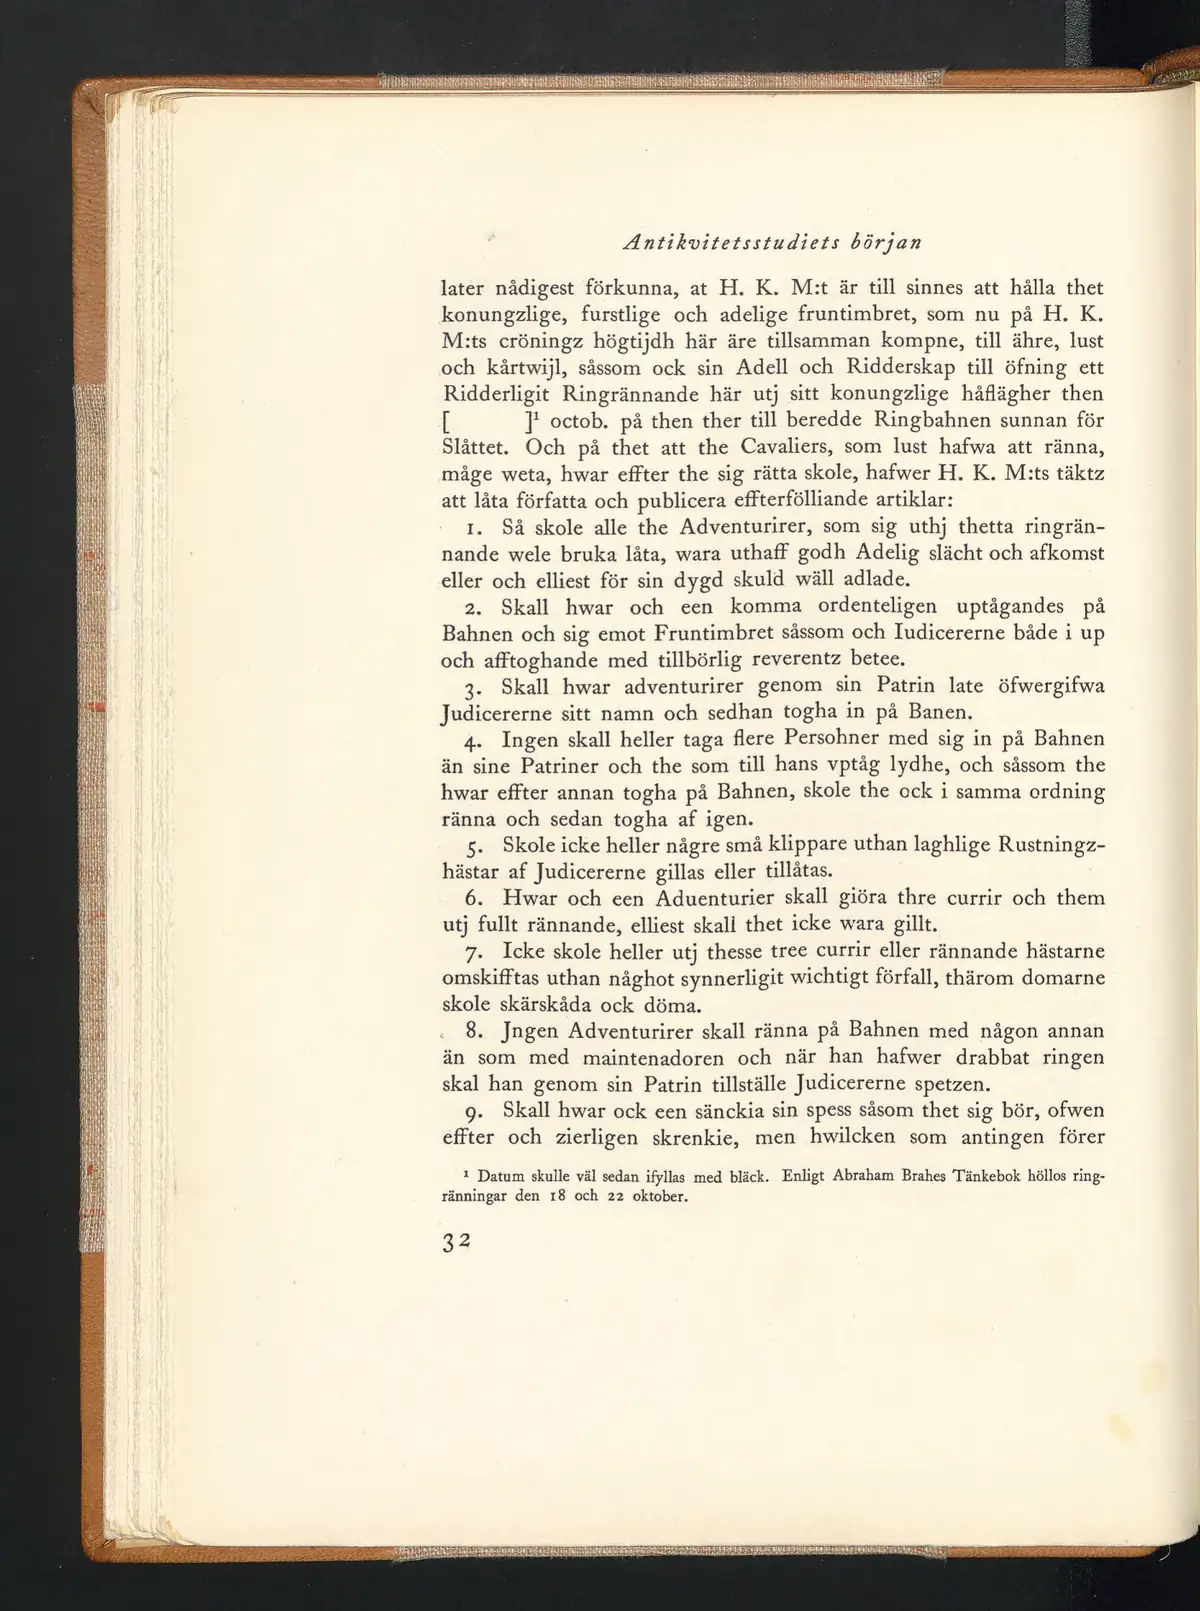 Antikvitetsstudiets början
later nådigest förkunna, at H. K. M:t är till sinnes att hålla thet
konungzlige, furstlige och adelige fruntimbret, som nu på H. K.
M:ts cröningz högtijdh här äre tillsamman kompne, till ähre, lust
och kårtwijl, såssom ock sin Adell och Ridderskap till öfning ett
Ridderligit Ringrännande här utj sitt konungzlige håflägher then
[ ]¹ octob. på then ther till beredde Ringbahnen sunnan för
Slåttet. Och på thet att the Cavaliers, som lust hafwa att ränna,
måge weta, hwar effter the sig rätta skole, hafwer H. K. M:ts täktz
att låta författa och publicera effterfölliande artiklar:
1. Så skole alle the Adventurirer, som sig uthj thetta ringrän-
nande wele bruka låta, wara uthaff godh Adelig slächt och afkomst
eller och elliest för sin dygd skuld wäll adlade.
2. Skall hwar och een komma ordenteligen uptågandes på
Bahnen och sig emot Fruntimbret såssom och Iudicererne både i up
och afftoghande med tillbörlig reverentz betee.
3. Skall hwar adventurirer genom sin Patrin late öfwergifwa
Judicererne sitt namn och sedhan togha in på Banen.
4. Ingen skall heller taga flere Persohner med sig in på Bahnen
än sine Patriner och the som till hans vptåg lydhe, och såssom the
hwar effter annan togha på Bahnen, skole the ock i samma ordning
ränna och sedan togha af igen.
5. Skole icke heller någre små klippare uthan laghlige Rustningz-
hästar af Judicererne gillas eller tillåtas.
6. Hwar och een Aduenturier skall giöra thre currir och them
utj fullt rännande, elliest skall thet icke wara gillt.
7. Icke skole heller utj thesse tree currir eller rännande hästarne
omskifftas uthan någhot synnerligit wichtigt förfall, thärom domarne
skole skärskåda ock döma.
8. Jngen Adventurirer skall ränna på Bahnen med någon annan
än som med maintenadoren och när han hafwer drabbat ringen
skal han genom sin Patrin tillställe Judicererne spetzen.
9. Skall hwar ock een sänckia sin spess såsom thet sig bör, ofwen
effter och zierligen skrenkie, men hwilcken som antingen förer
¹ Datum skulle väl sedan ifyllas med bläck. Enligt Abraham Brahes Tänkebok höllos ring-
ränningar den 18 och 22 oktober.
32